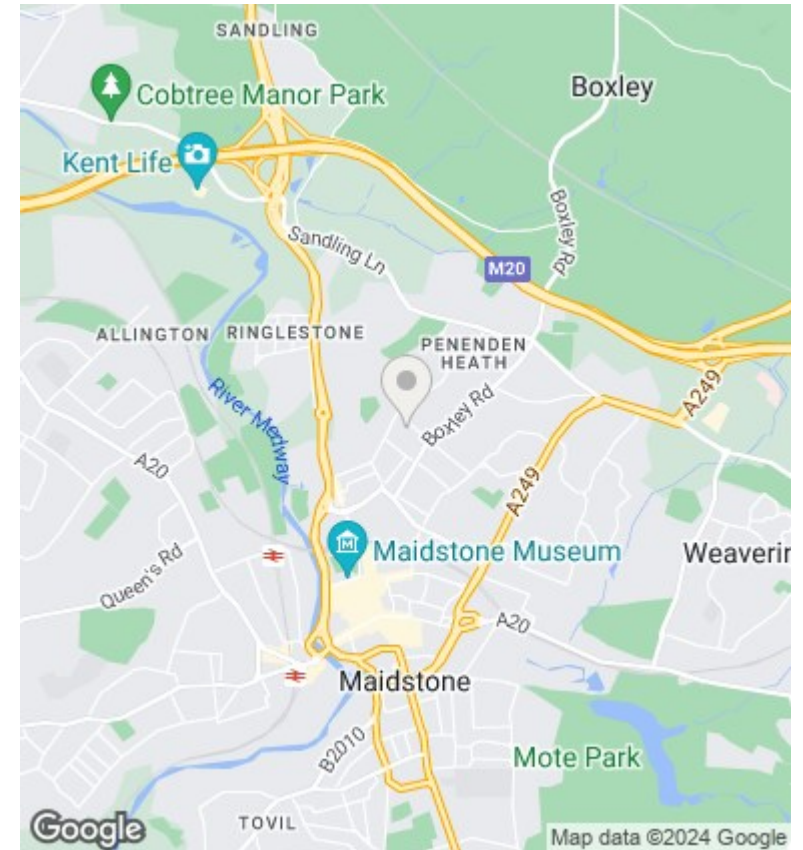 SANDLING
Cobtree Manor Park
Boxley
Kent Life
Boxley Rd
Sandling Ln
M20
ALLINGTON
RINGLESTONE
PENENDEN
HEATH
A249
River Medway
Boxley Rd
A20
A249
Maidstone Museum
Weaverin
Queen's Rd
A20
Maidstone
B2010
Mote Park
TOVIL
Google
Map data ©2024 Google